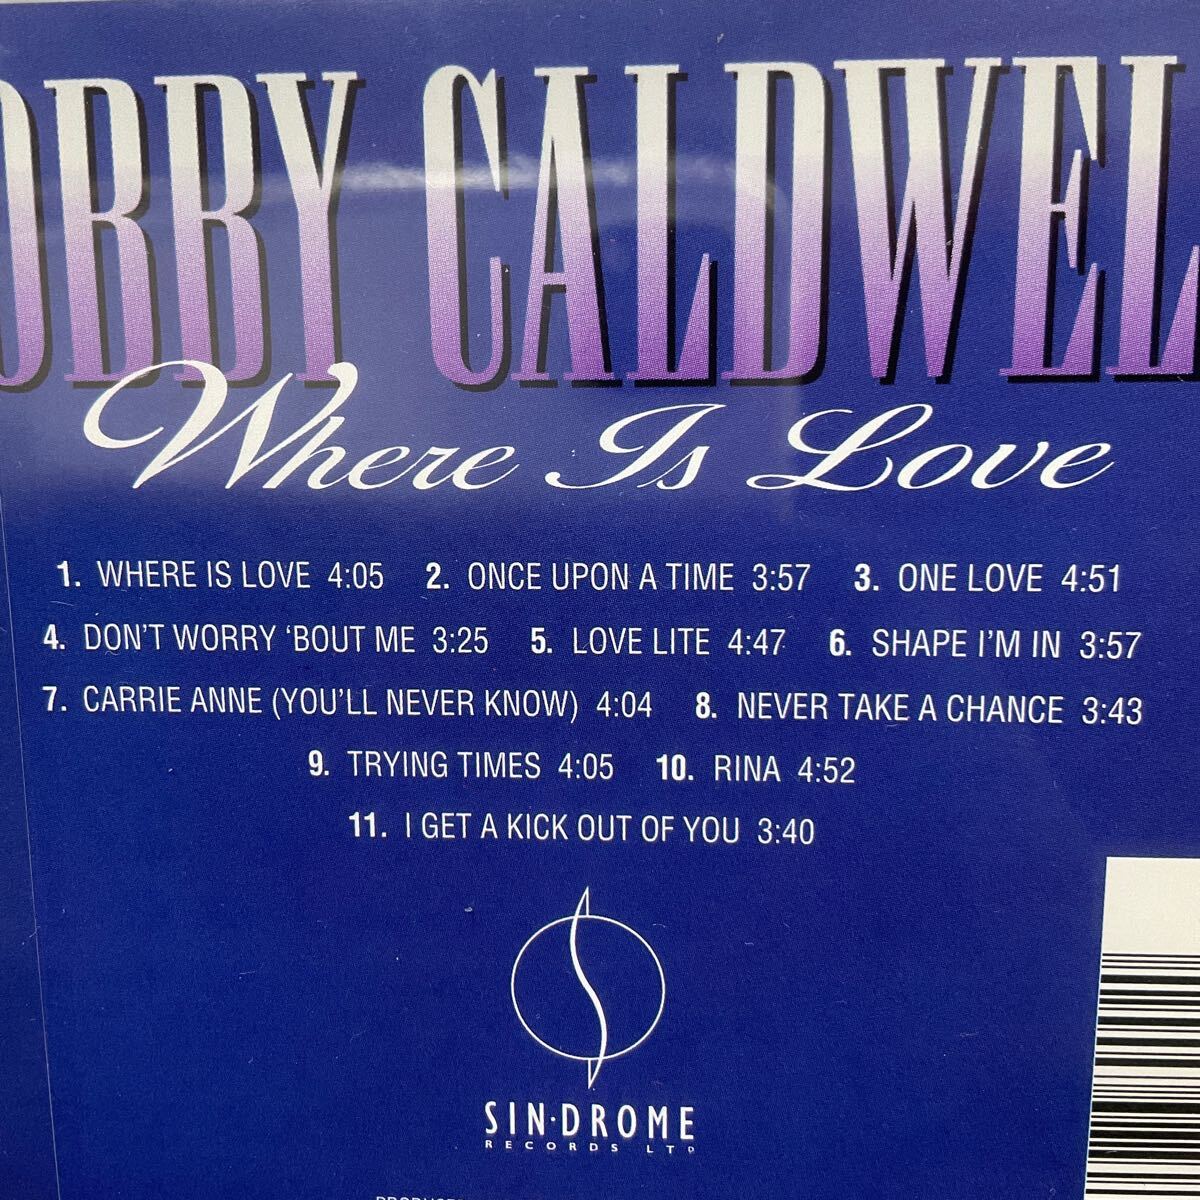 OBBY CALDWEL
Where Is Love
1. WHERE IS LOVE 4:05 2. ONCE UPON A TIME 3:57 3. ONE LOVE 4:51
4. DON'T WORRY 'BOUT ME 3:25 5. LOVE LITE 4:47 6. SHAPE I'M IN 3:57
7. CARRIE ANNE (YOU'LL NEVER KNOW) 4:04 8. NEVER TAKE A CHANCE 3:43
9. TRYING TIMES 4:05 10. RINA 4:52
11. I GET A KICK OUT OF YOU 3:40
SIN·DROME
RECORDS LTD